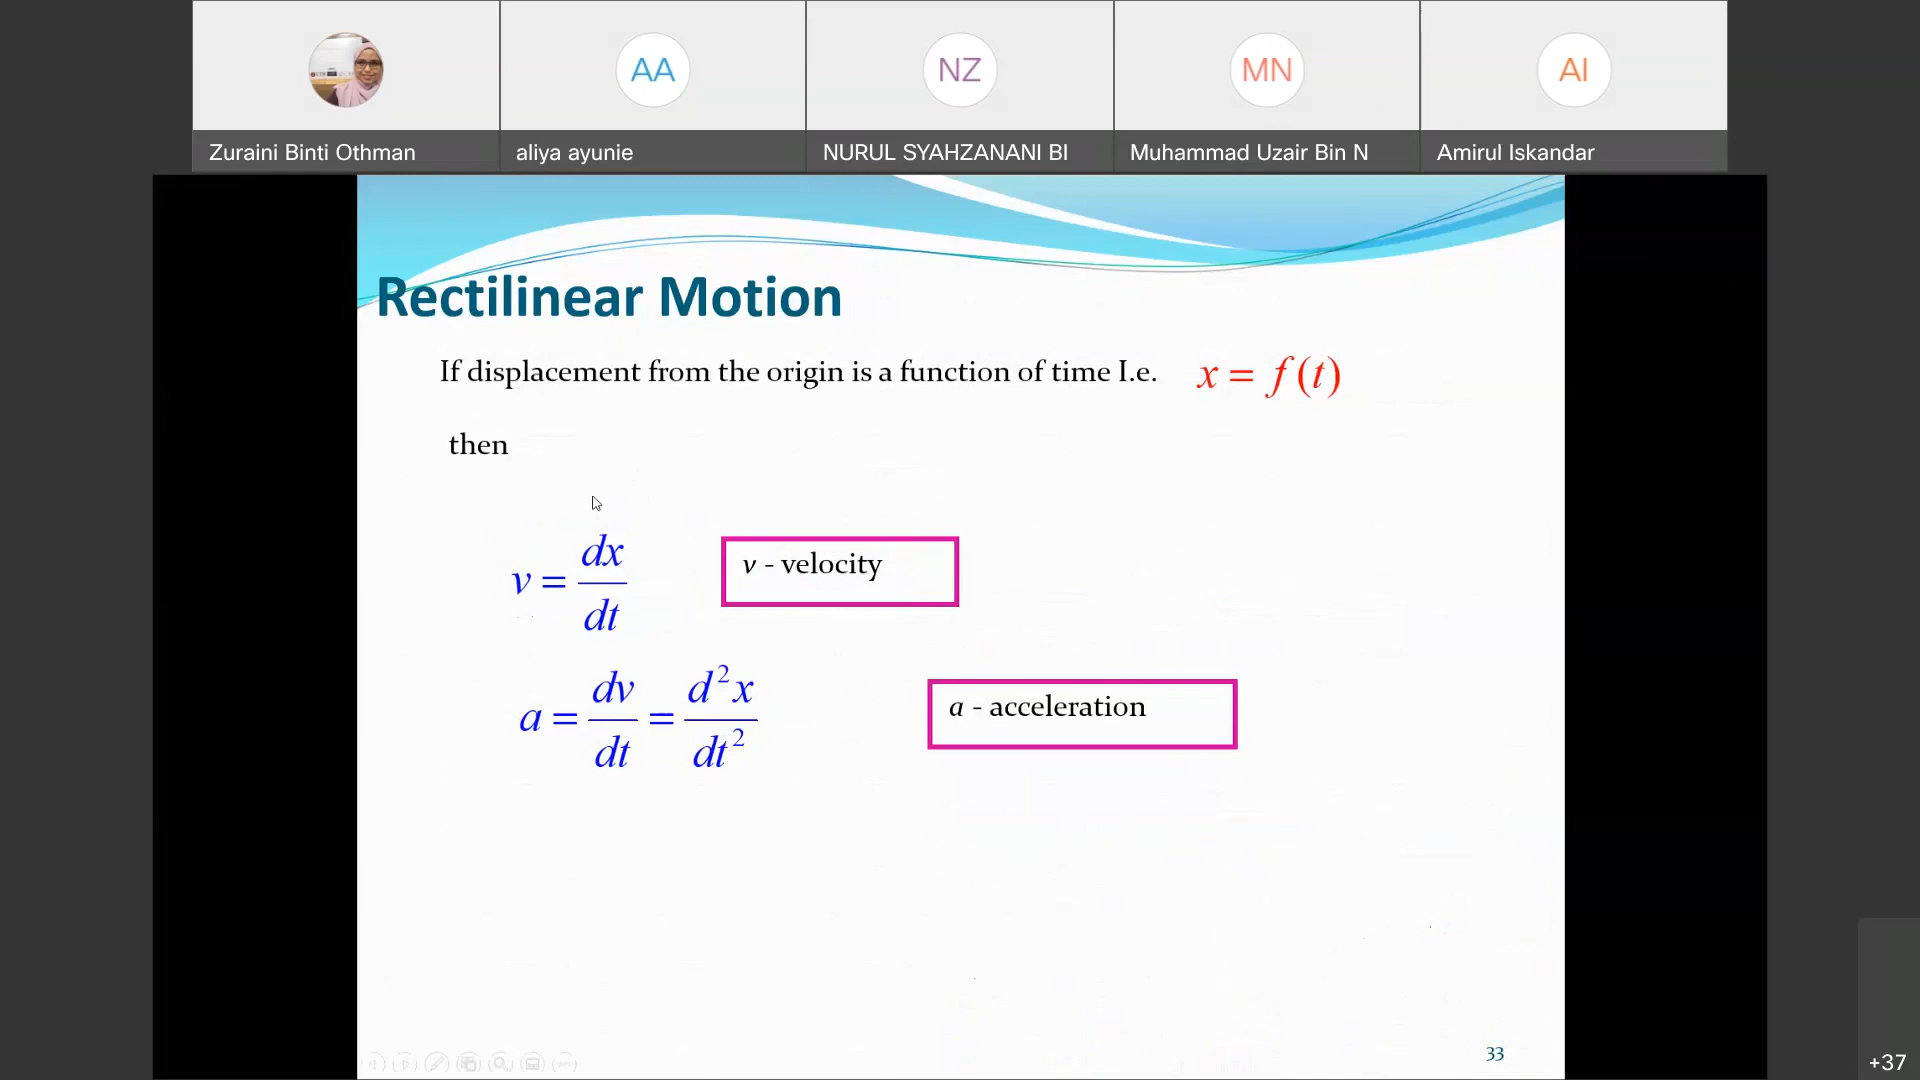 AA
NZ
MN
AI
Zuraini Binti Othman
aliya ayunie
NURUL SYAHZANANI BI
Muhammad Uzair Bin N
Amirul Iskandar
Rectilinear Motion
If displacement from the origin is a function of time I.e. x = f(t)
then
v = dx/dt
v - velocity
a = dv/dt = d²x/dt²
a - acceleration
33
+37